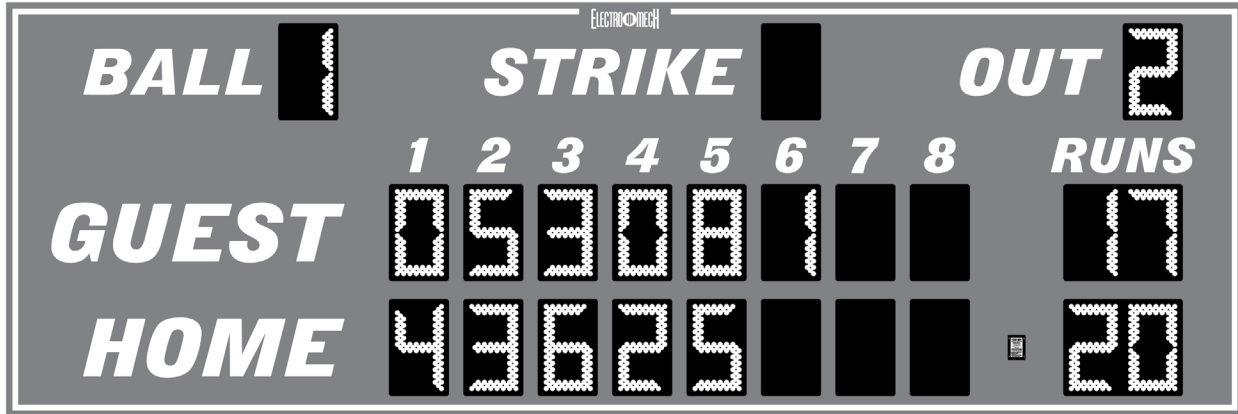 ELECTRO-MECH
BALL 1 STRIKE OUT 2
1 2 3 4 5 6 7 8 RUNS
GUEST 0 5 3 0 8 1 17
HOME 4 3 6 2 5 20